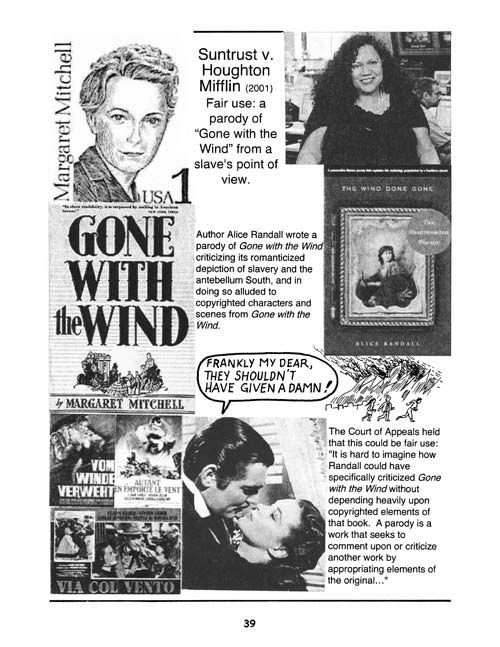 Margaret Mitchell
USA 1
Suntrust v.
Houghton
Mifflin (2001)
Fair use: a
parody of
"Gone with the
Wind" from a
slave's point of
view.
GONE
WITH
the WIND
by MARGARET MITCHELL
Author Alice Randall wrote a
parody of Gone with the Wind
criticizing its romanticized
depiction of slavery and the
antebellum South, and in
doing so alluded to
copyrighted characters and
scenes from Gone with the
Wind.
THE WIND DONE GONE
The
Unauthorized
Parody
ALICE RANDALL
FRANKLY MY DEAR,
THEY SHOULDN'T
HAVE GIVEN A DAMN!
VOM
WINDE
VERWEHT
AUTANT
EN EMPORTE LE VENT
VIA COL VENTO
The Court of Appeals held
that this could be fair use:
"It is hard to imagine how
Randall could have
specifically criticized Gone
with the Wind without
depending heavily upon
copyrighted elements of
that book. A parody is a
work that seeks to
comment upon or criticize
another work by
appropriating elements of
the original..."
39